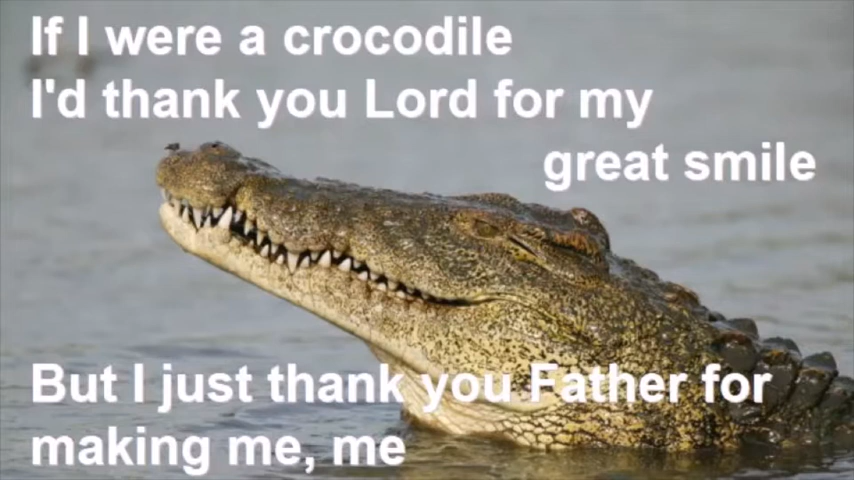 If I were a crocodile
I'd thank you Lord for my
great smile
But I just thank you Father for
making me, me